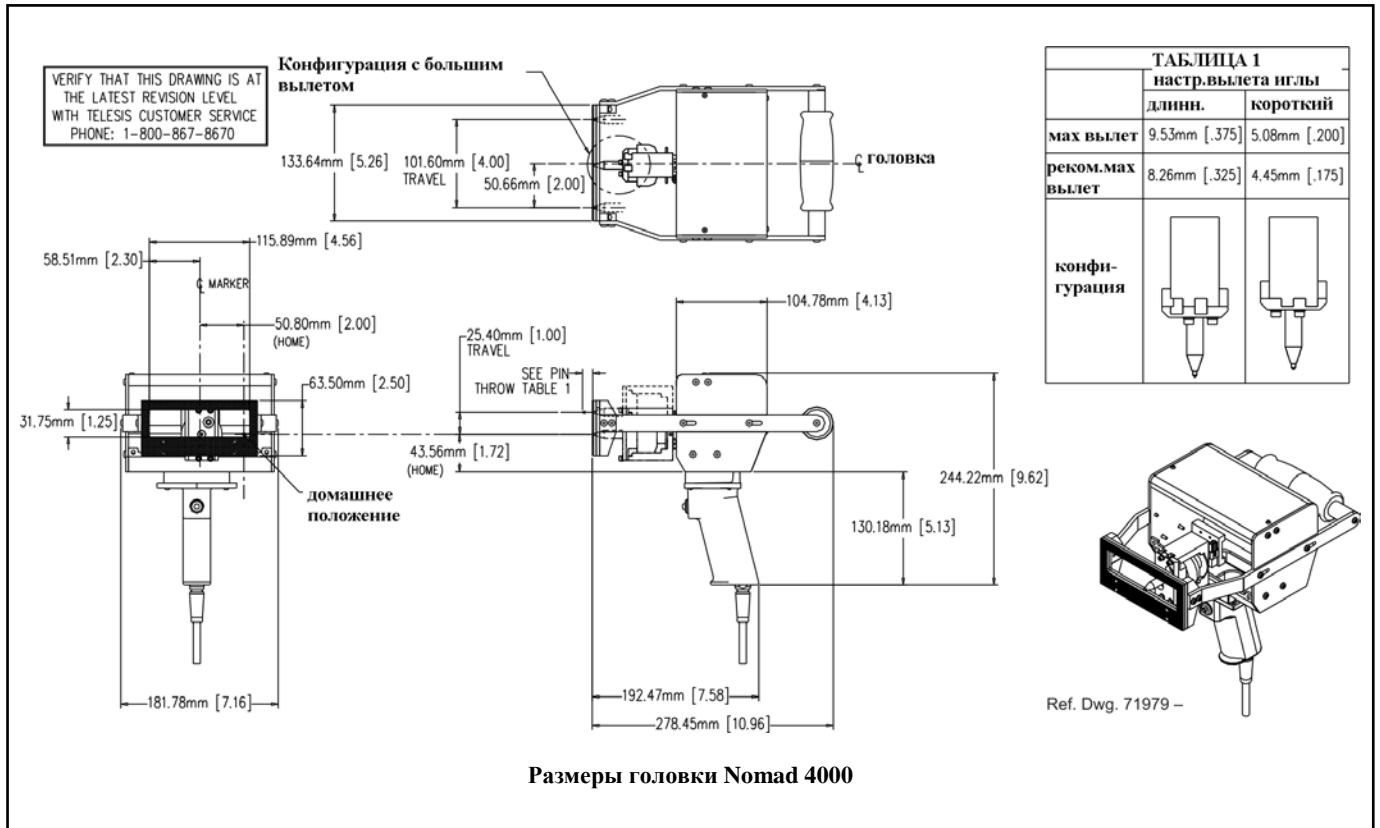 VERIFY THAT THIS DRAWING IS AT
THE LATEST REVISION LEVEL
WITH TELESIS CUSTOMER SERVICE
PHONE: 1-800-867-8670
Конфигурация с большим
вылетом
133.64mm [5.26]
101.60mm [4.00]
TRAVEL
50.66mm [2.00]
головка
ТАБЛИЦА 1
настр.вылета иглы
длинн. короткий
мах вылет 9.53mm [.375] 5.08mm [.200]
реком.мах
вылет 8.26mm [.325] 4.45mm [.175]
конфи-
гурация
115.89mm [4.56]
58.51mm [2.30]
MARKER
50.80mm [2.00]
(HOME)
63.50mm [2.50]
31.75mm [1.25]
домашнее
положение
181.78mm [7.16]
104.78mm [4.13]
25.40mm [1.00]
TRAVEL
SEE PIN
THROW TABLE 1
43.56mm [1.72]
(HOME)
244.22mm [9.62]
130.18mm [5.13]
192.47mm [7.58]
278.45mm [10.96]
Ref. Dwg. 71979 –
Размеры головки Nomad 4000